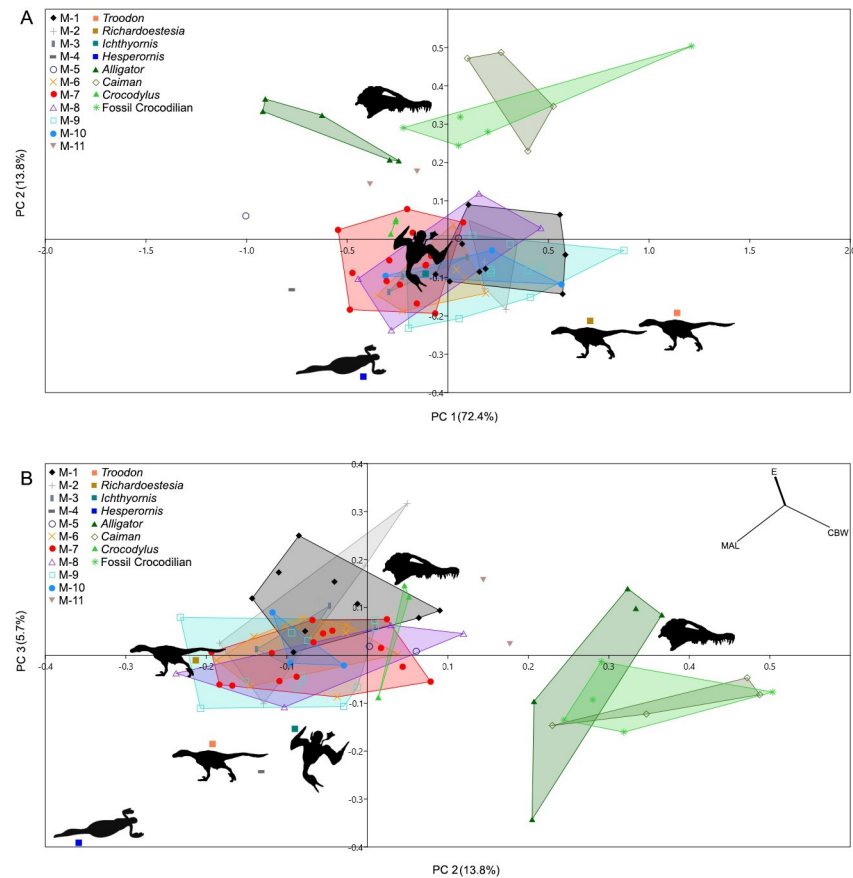 A
M-1 Troodon
M-2 Richardoestesia
M-3 Ichthyornis
M-4 Hesperornis
M-5 Alligator
M-6 Caiman
M-7 Crocodylus
M-8 Fossil Crocodilian
M-9
M-10
M-11
0.5
0.4
0.3
0.2
0.1
-2.0 -1.5 -1.0 -0.5 0.5 1.0 1.5 2.0
-0.1
-0.2
-0.3
-0.4
PC 2 (13.8%)
PC 1(72.4%)
B
M-1 Troodon
M-2 Richardoestesia
M-3 Ichthyornis
M-4 Hesperornis
M-5 Alligator
M-6 Caiman
M-7 Crocodylus
M-8 Fossil Crocodilian
M-9
M-10
M-11
E
MAL
CBW
0.4
0.3
0.2
0.1
-0.4 -0.3 -0.2 -0.1 0.1 0.2 0.3 0.4 0.5
-0.1
-0.2
-0.3
-0.4
PC 3 (5.7%)
PC 2 (13.8%)